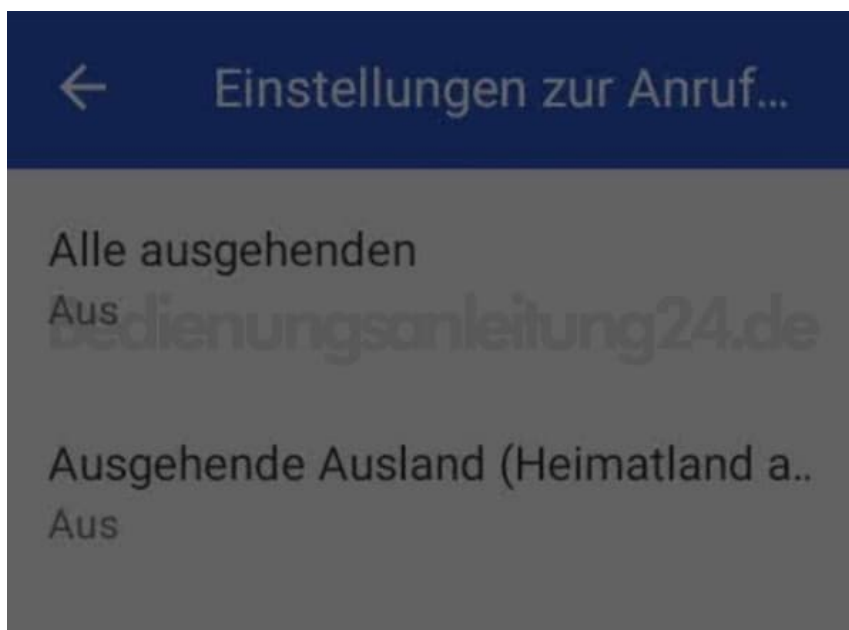 Einstellungen zur Anruf...
Alle ausgehenden
Aus
Bedienungsanleitung24.de
Ausgehende Ausland (Heimatland a..
Aus